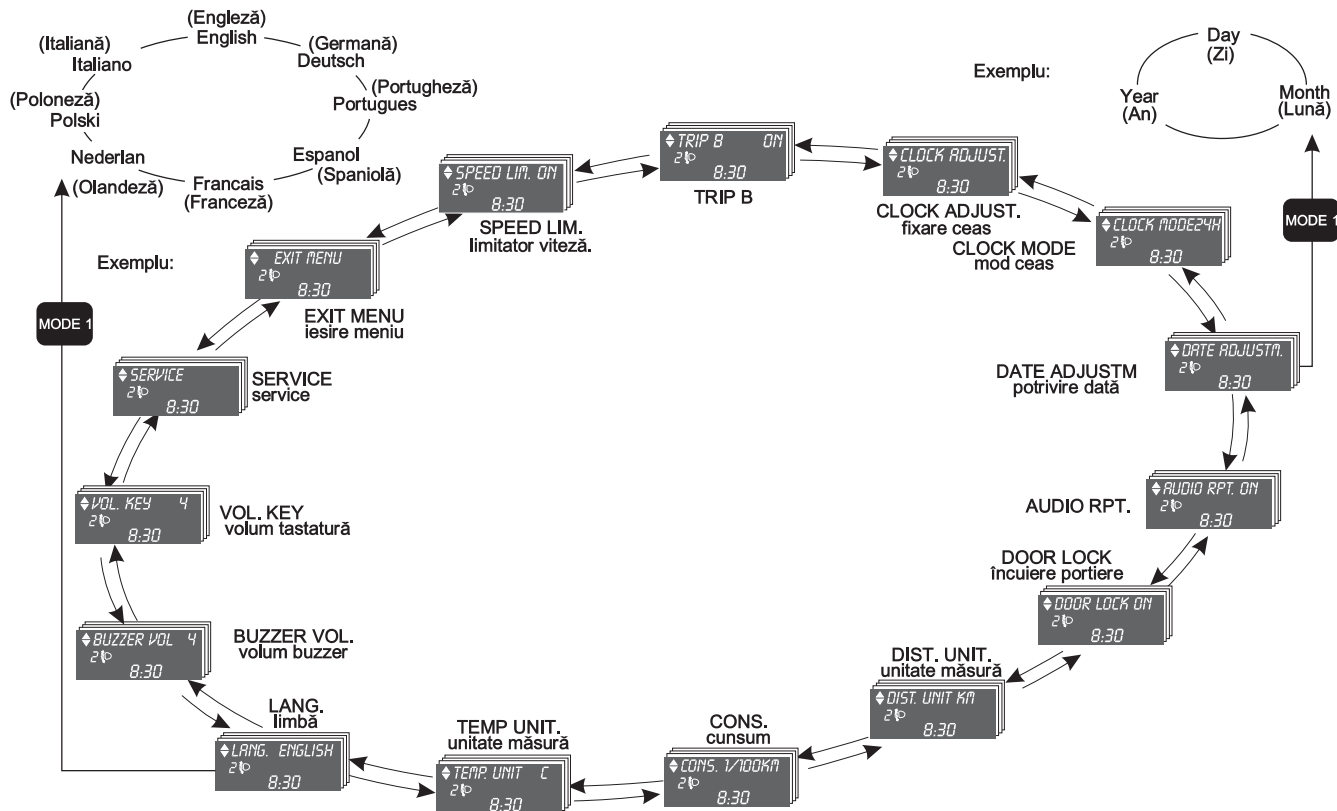 (Engleză)
English
(Italiană)
Italiano
(Germană)
Deutsch
(Portugheză)
Portugues
(Poloneză)
Polski
Nederlan
(Olandeză)
Francais
(Franceză)
Espanol
(Spaniolă)
Exemplu:
MODE 1
Exemplu:
Day
(Zi)
Year
(An)
Month
(Lună)
MODE 1
TRIP B ON
2
8:30
TRIP B
CLOCK ADJUST.
2
8:30
CLOCK ADJUST.
fixare ceas
CLOCK MODE24H
2
8:30
CLOCK MODE
mod ceas
DATE ADJUSTM.
2
8:30
DATE ADJUSTM
potrivire dată
AUDIO RPT. ON
2
8:30
AUDIO RPT.
DOOR LOCK
încuiere portiere
DOOR LOCK ON
2
8:30
DIST. UNIT.
unitate măsură
DIST. UNIT KM
2
8:30
CONS.
cunsum
CONS. 1/100KM
2
8:30
TEMP UNIT.
unitate măsură
TEMP. UNIT C
2
8:30
LANG.
limbă
LANG. ENGLISH
2
8:30
BUZZER VOL 4
2
8:30
BUZZER VOL.
volum buzzer
VOL. KEY 4
2
8:30
VOL. KEY
volum tastatură
SERVICE
2
8:30
SERVICE
service
EXIT MENU
2
8:30
EXIT MENU
iesire meniu
SPEED LIM. ON
2
8:30
SPEED LIM.
limitator viteză.